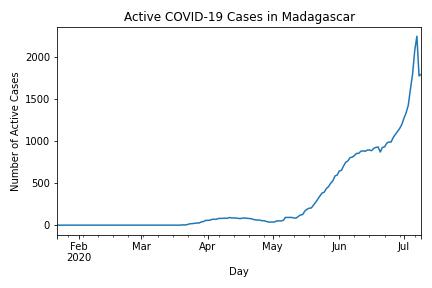 Active COVID-19 Cases in Madagascar
Number of Active Cases
2000
1500
1000
500
0
Feb Mar Apr May Jun Jul
2020
Day